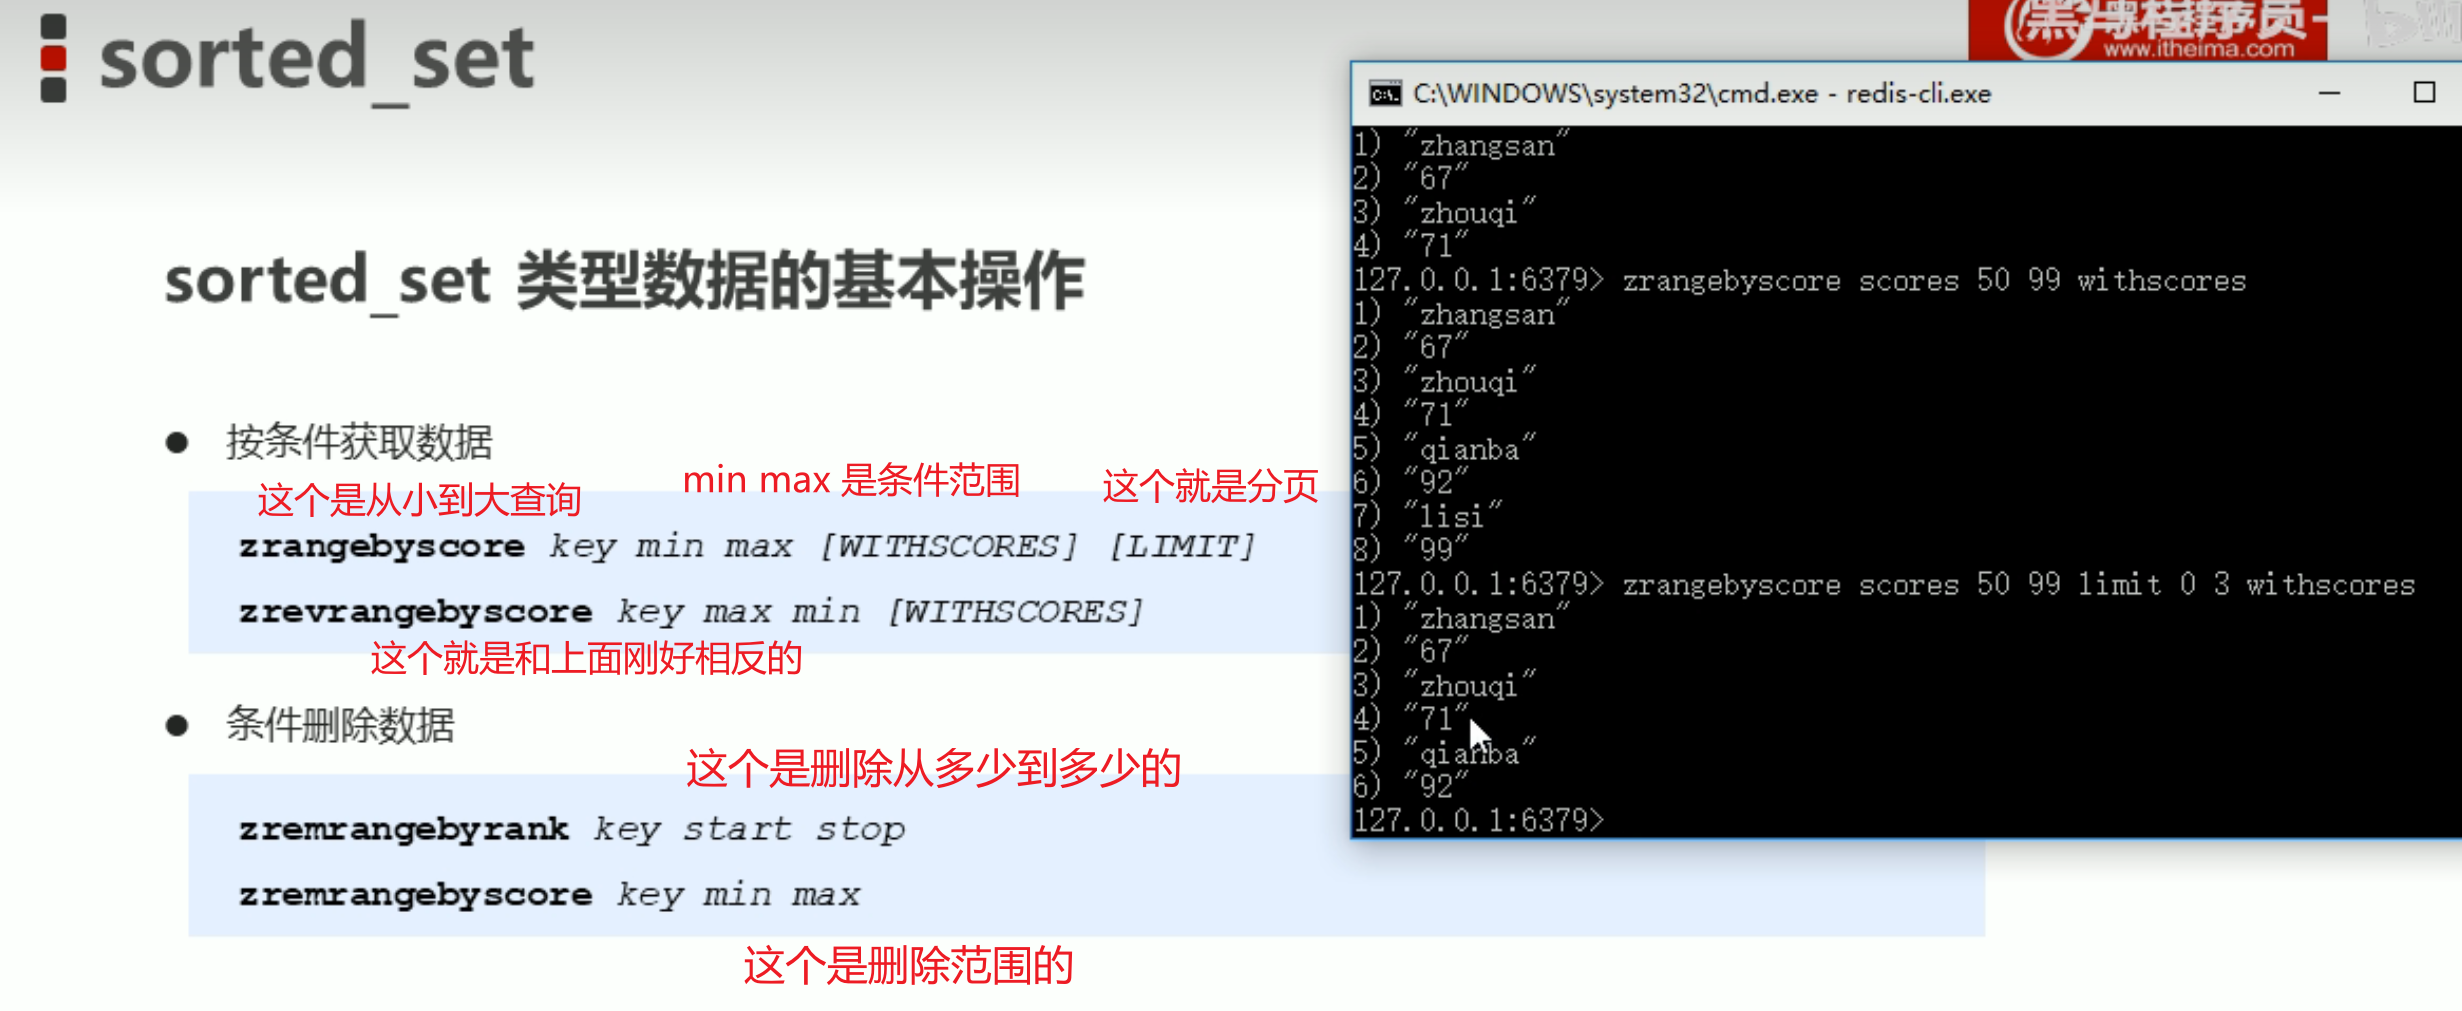 sorted_set
黑马程序员
www.itheima.com
sorted_set 类型数据的基本操作
按条件获取数据
这个是从小到大查询
min max 是条件范围
这个就是分页
zrangebyscore key min max [WITHSCORES] [LIMIT]
zrevrangebyscore key max min [WITHSCORES]
这个就是和上面刚好相反的
条件删除数据
这个是删除从多少到多少的
zremrangebyrank key start stop
zremrangebyscore key min max
这个是删除范围的
C:\WINDOWS\system32\cmd.exe - redis-cli.exe
1) "zhangsan"
2) "67"
3) "zhouqi"
4) "71"
127.0.0.1:6379> zrangebyscore scores 50 99 withscores
1) "zhangsan"
2) "67"
3) "zhouqi"
4) "71"
5) "qianba"
6) "92"
7) "lisi"
8) "99"
127.0.0.1:6379> zrangebyscore scores 50 99 limit 0 3 withscores
1) "zhangsan"
2) "67"
3) "zhouqi"
4) "71"
5) "qianba"
6) "92"
127.0.0.1:6379>